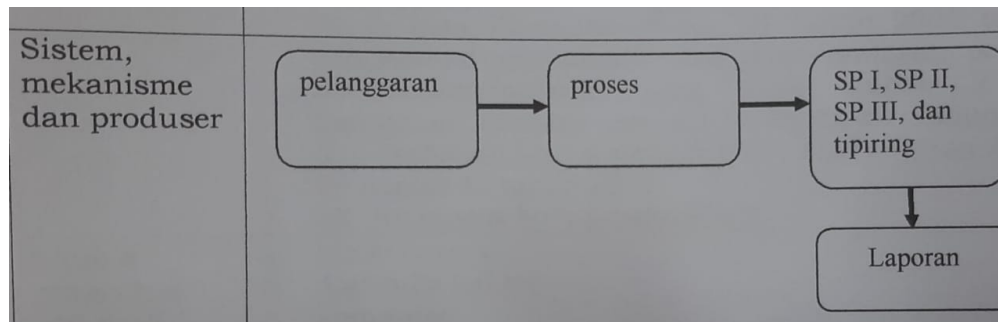 Sistem,
mekanisme
dan produser
pelanggaran
proses
SP I, SP II,
SP III, dan
tipiring
Laporan